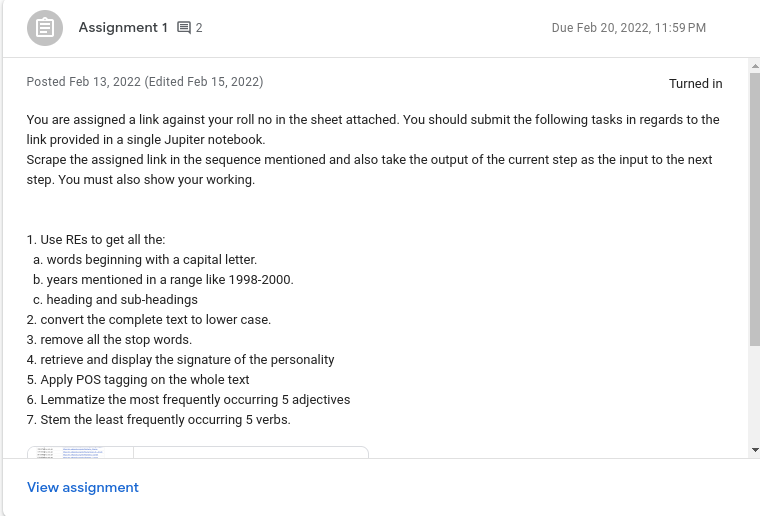 Assignment 1 2 Due Feb 20, 2022, 11:59 PM
Posted Feb 13, 2022 (Edited Feb 15, 2022) Turned in
You are assigned a link against your roll no in the sheet attached. You should submit the following tasks in regards to the
link provided in a single Jupiter notebook.
Scrape the assigned link in the sequence mentioned and also take the output of the current step as the input to the next
step. You must also show your working.
1. Use REs to get all the:
a. words beginning with a capital letter.
b. years mentioned in a range like 1998-2000.
c. heading and sub-headings
2. convert the complete text to lower case.
3. remove all the stop words.
4. retrieve and display the signature of the personality
5. Apply POS tagging on the whole text
6. Lemmatize the most frequently occurring 5 adjectives
7. Stem the least frequently occurring 5 verbs.
View assignment